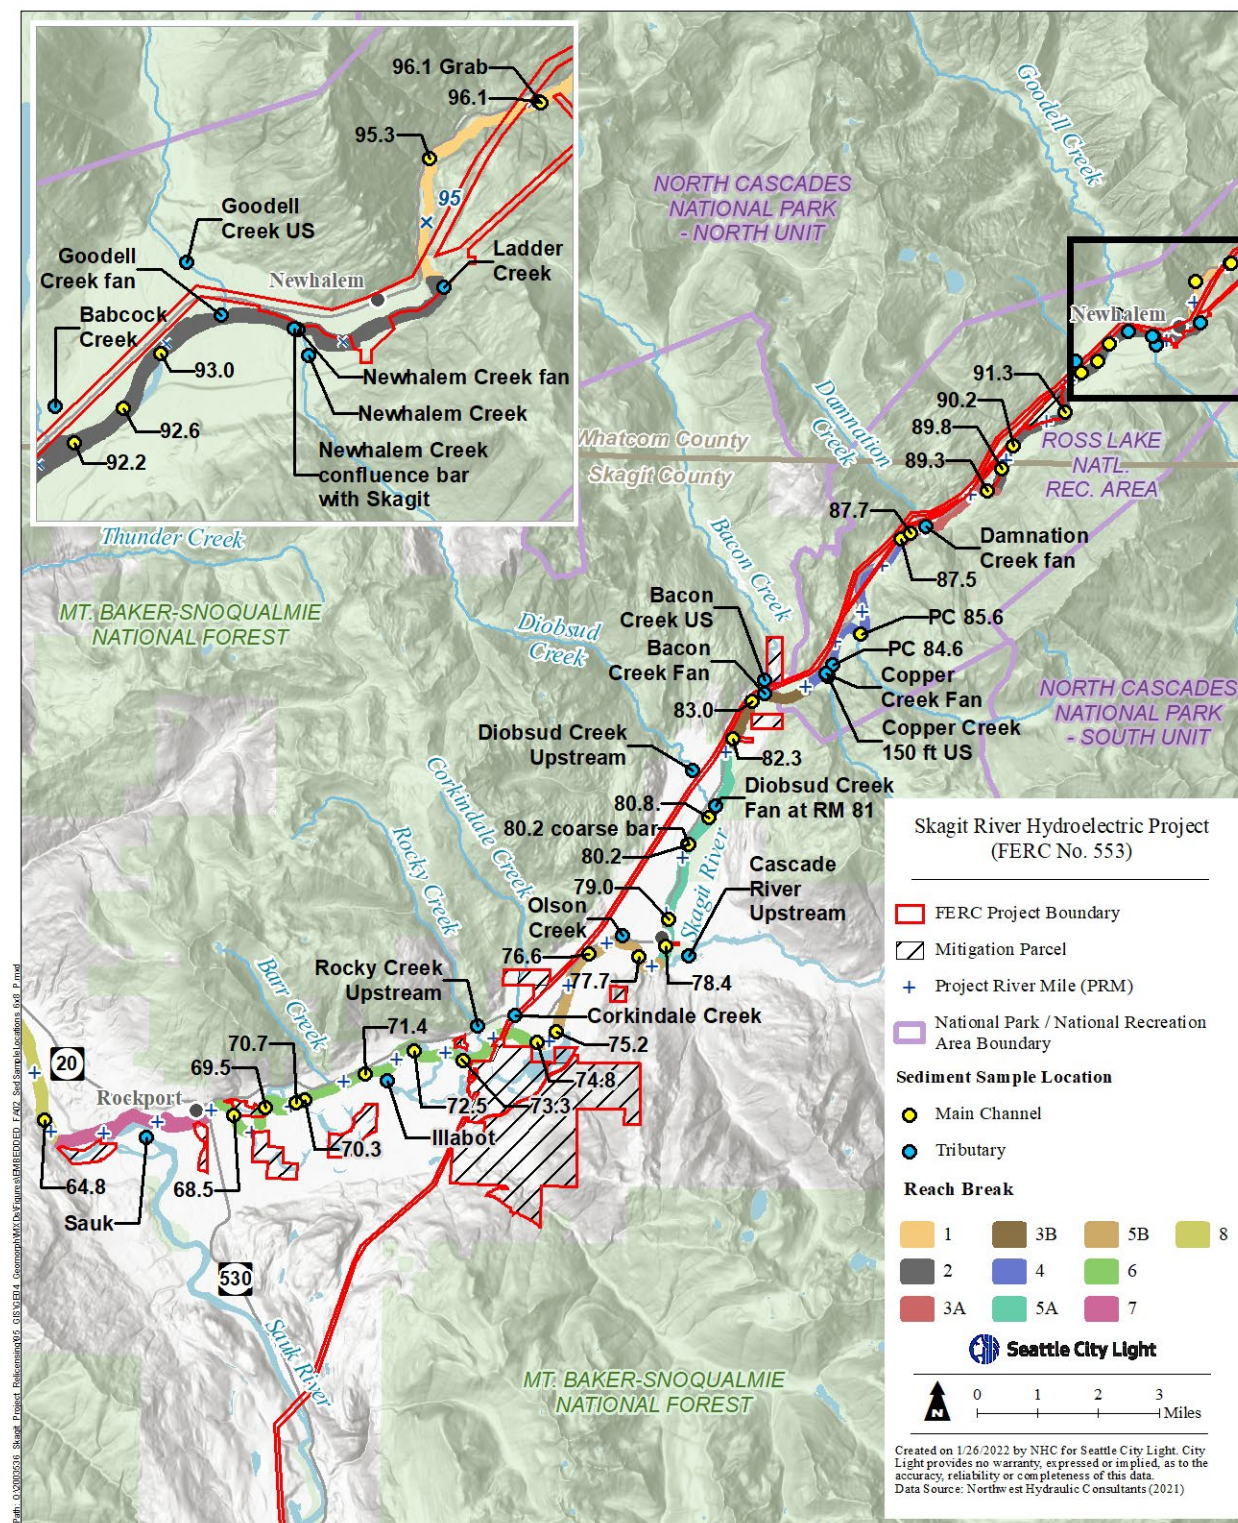 96.1 Grab
96.1
95.3
95
Goodell
Creek US
Goodell
Creek fan
Newhalem
Ladder
Creek
Babcock
Creek
93.0
Newhalem Creek fan
Newhalem Creek
92.6
92.2
Newhalem Creek
confluence bar
with Skagit
Goodell Creek
NORTH CASCADES
NATIONAL PARK
- NORTH UNIT
Newhalem
91.3
90.2
89.8
89.3
Whatcom County
Skagit County
ROSS LAKE
NATL.
REC. AREA
Damnation
Creek
87.7
Damnation
Creek fan
87.5
Thunder Creek
Bacon Creek
MT. BAKER-SNOQUALMIE
NATIONAL FOREST
Diobsud
Creek
Bacon
Creek US
Bacon
Creek Fan
PC 85.6
PC 84.6
Copper
Creek Fan
Copper Creek
150 ft US
NORTH CASCADES
NATIONAL PARK
- SOUTH UNIT
83.0
82.3
Diobsud Creek
Upstream
Diobsud Creek
Fan at RM 81
80.8
80.2 coarse bar
80.2
Corkindale Creek
Rocky Creek
Skagit River
79.0
Cascade
River
Upstream
Olson
Creek
76.6
77.7
78.4
Barr Creek
Rocky Creek
Upstream
Corkindale Creek
75.2
74.8
73.3
72.5
71.4
70.7
70.3
69.5
Illabot
20
Rockport
68.5
64.8
Sauk
530
Sauk River
MT. BAKER-SNOQUALMIE
NATIONAL FOREST
Skagit River Hydroelectric Project
(FERC No. 553)
FERC Project Boundary
Mitigation Parcel
Project River Mile (PRM)
National Park / National Recreation
Area Boundary
Sediment Sample Location
Main Channel
Tributary
Reach Break
1 3B 5B 8
2 4 6
3A 5A 7
Seattle City Light
N
0 1 2 3
Miles
Created on 1/26/2022 by NHC for Seattle City Light. City
Light provides no warranty, expressed or implied, as to the
accuracy, reliability or completeness of this data.
Data Source: Northwest Hydraulic Consultants (2021)